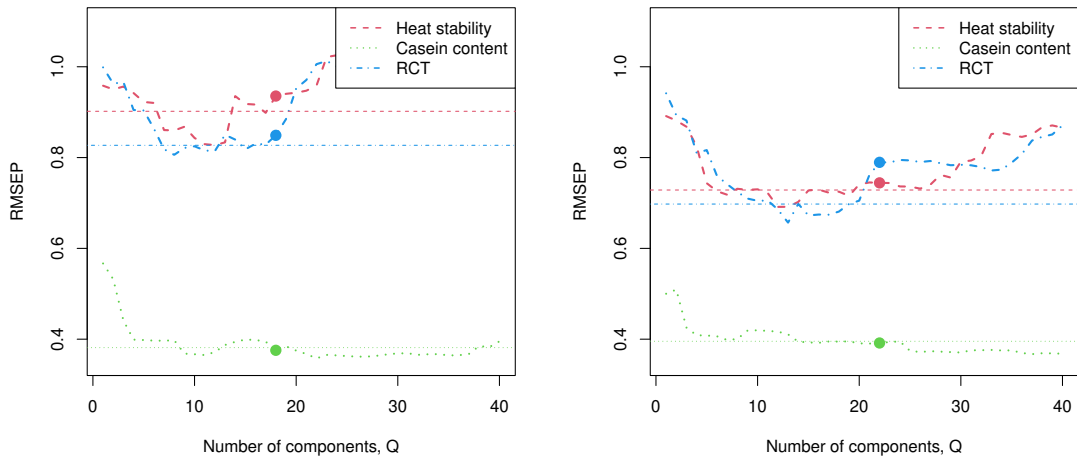 Heat stability
Casein content
RCT
RMSEP
0.4 0.6 0.8 1.0
0 10 20 30 40
Number of components, Q
Heat stability
Casein content
RCT
RMSEP
0.4 0.6 0.8 1.0
0 10 20 30 40
Number of components, Q